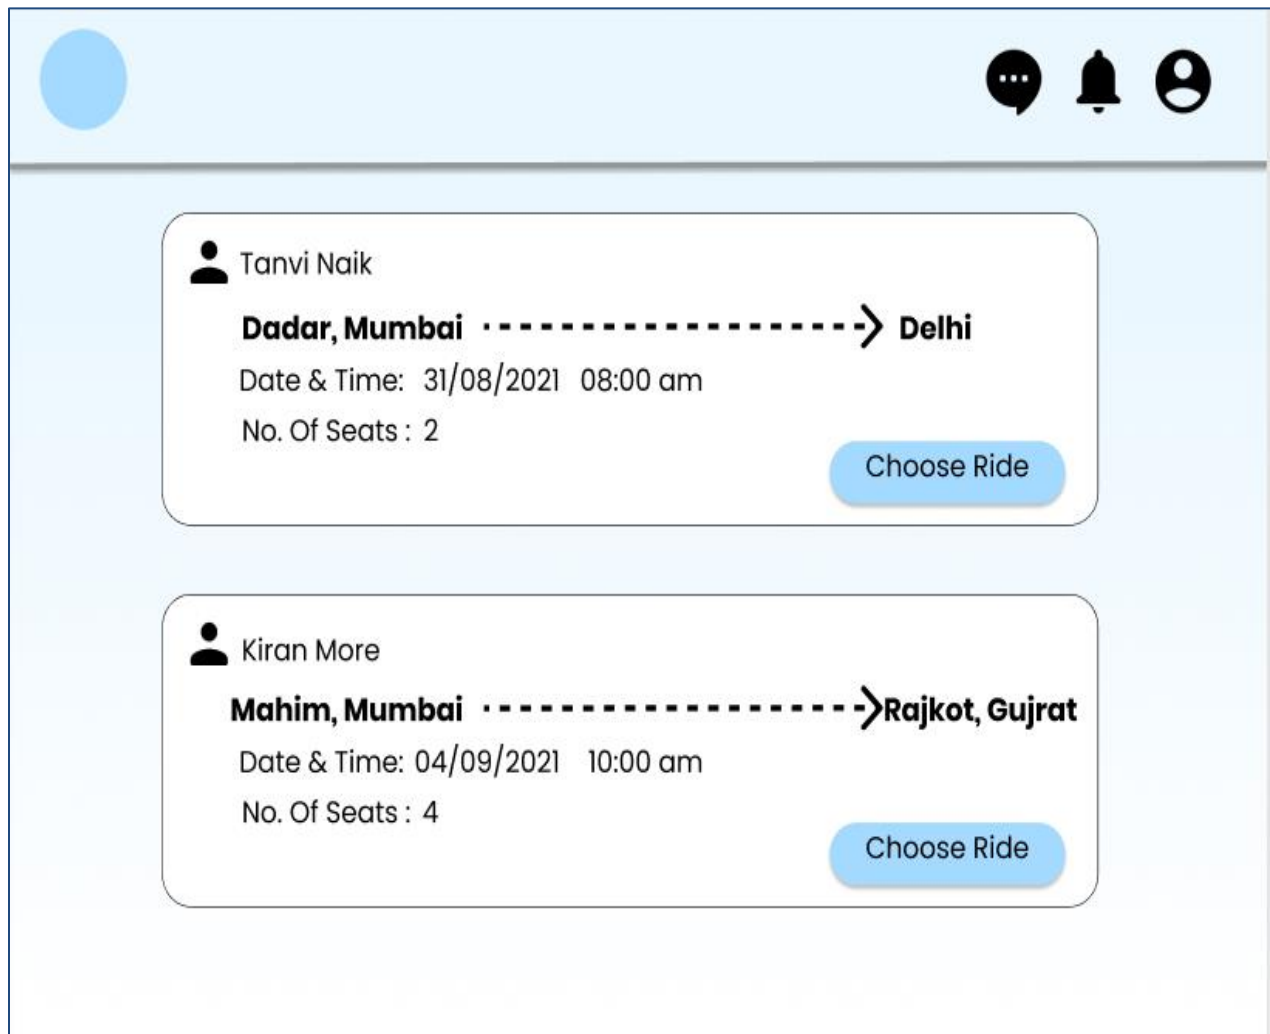 Tanvi Naik
Dadar, Mumbai Delhi
Date & Time: 31/08/2021 08:00 am
No. Of Seats : 2
Choose Ride
Kiran More
Mahim, Mumbai Rajkot, Gujrat
Date & Time: 04/09/2021 10:00 am
No. Of Seats : 4
Choose Ride